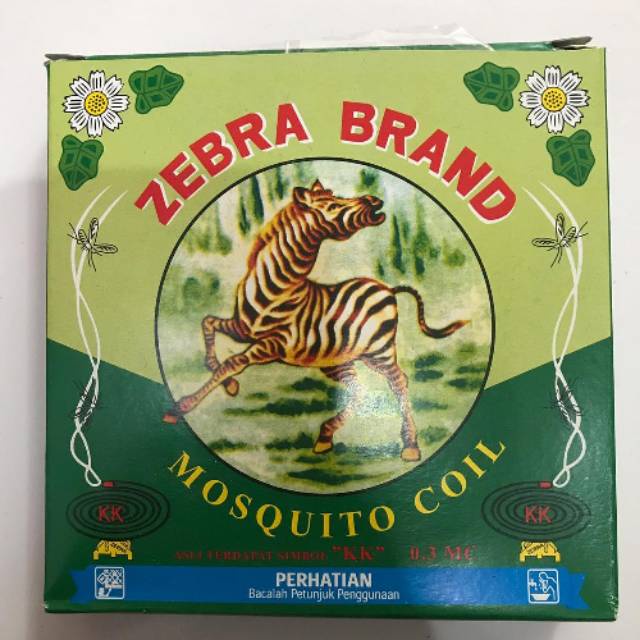 ZEBRA BRAND
MOSQUITO COIL
KK
KK
ASLI TERDAPAT SIMBOL "KK" 0.3 MC
PERHATIAN
Bacalah Petunjuk Penggunaan